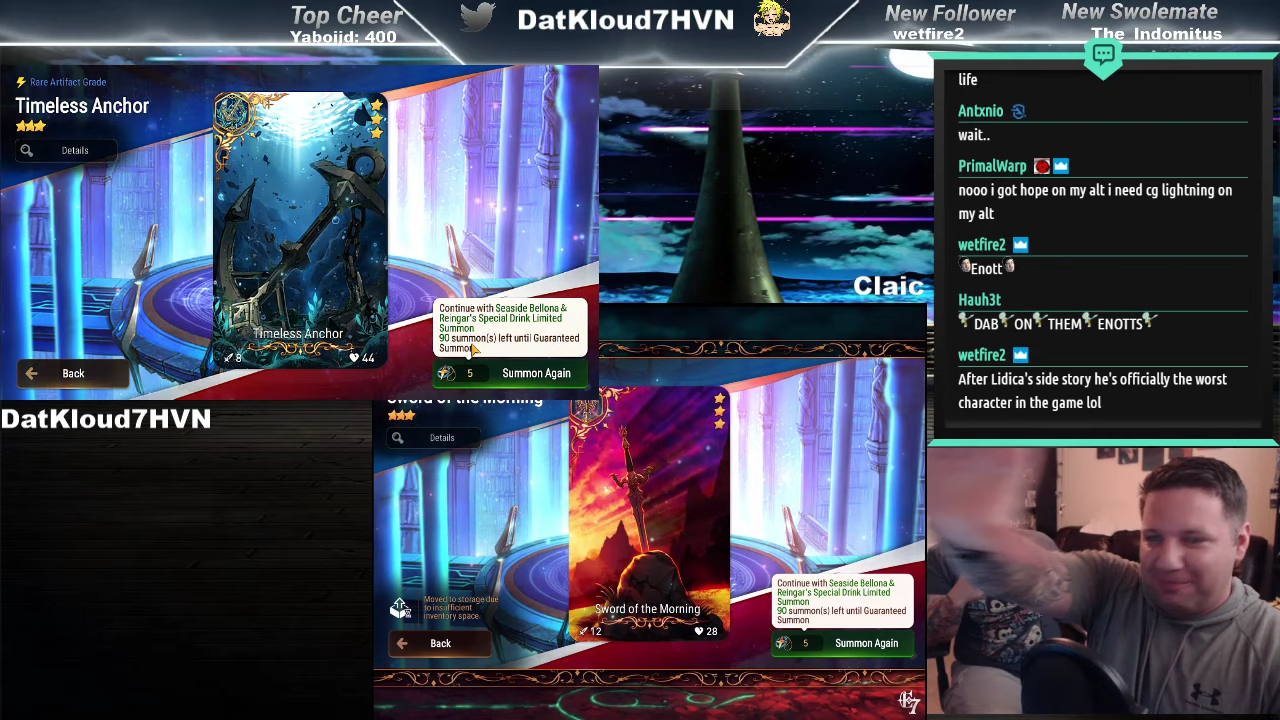 Top Cheer
Yaboijd: 400
DatKloud7HVN
New Follower
wetfire2
New Swolemate
The Indomitus
Rare Artifact Grade
Timeless Anchor
Details
Timeless Anchor
8
44
Continue with Seaside Bellona &
Reingar's Special Drink Limited
Summon
90 summon(s) left until Guaranteed
Summon
Back
5
Summon Again
Claic
DatKloud7HVN
Sword of the Morning
Details
Sword of the Morning
12
28
Moved to storage due
to insufficient
inventory space.
Continue with Seaside Bellona &
Reingar's Special Drink Limited
Summon
90 summon(s) left until Guaranteed
Summon
Back
5
Summon Again
life
Antxnio
wait..
PrimalWarp
nooo i got hope on my alt i need cg lightning on
my alt
wetfire2
Enott
Hauh3t
DAB ON THEM ENOTTS
wetfire2
After Lidica's side story he's officially the worst
character in the game lol